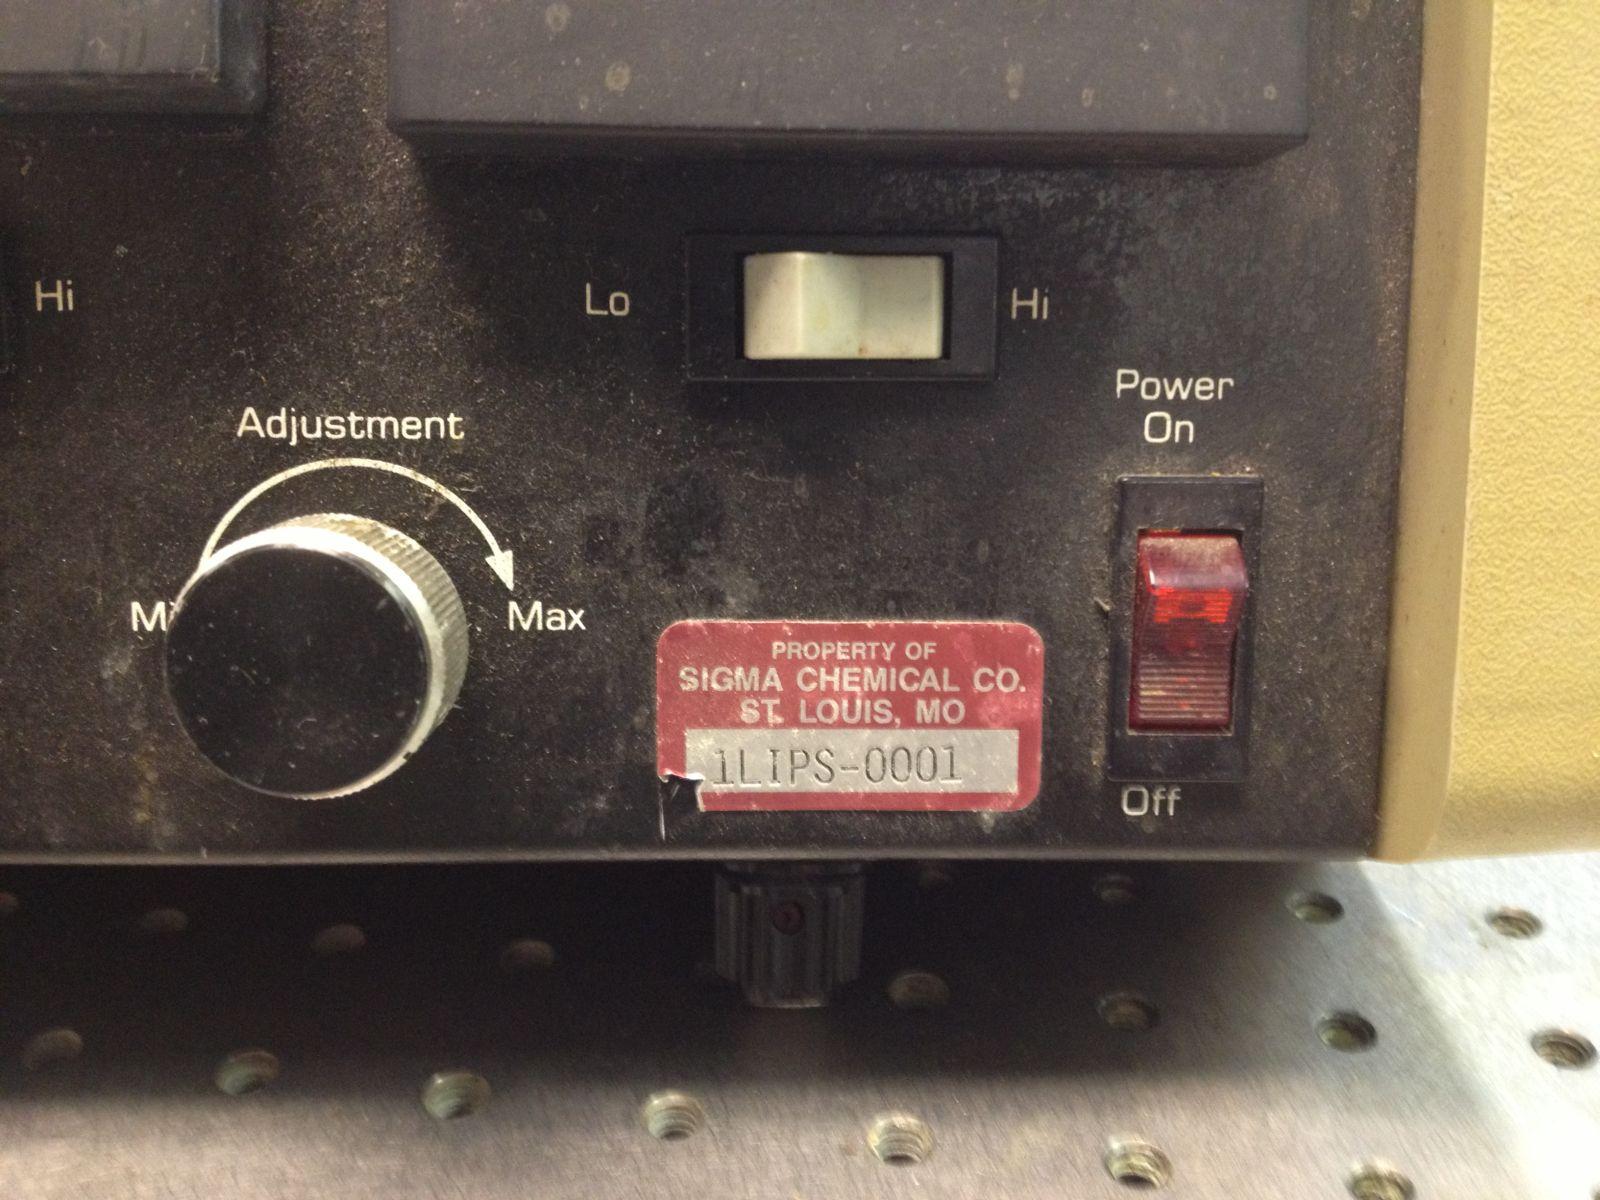 Hi
Lo
Hi
Power
On
Adjustment
Max
PROPERTY OF
SIGMA CHEMICAL CO.
ST. LOUIS, MO
1LIPS-0001
Off